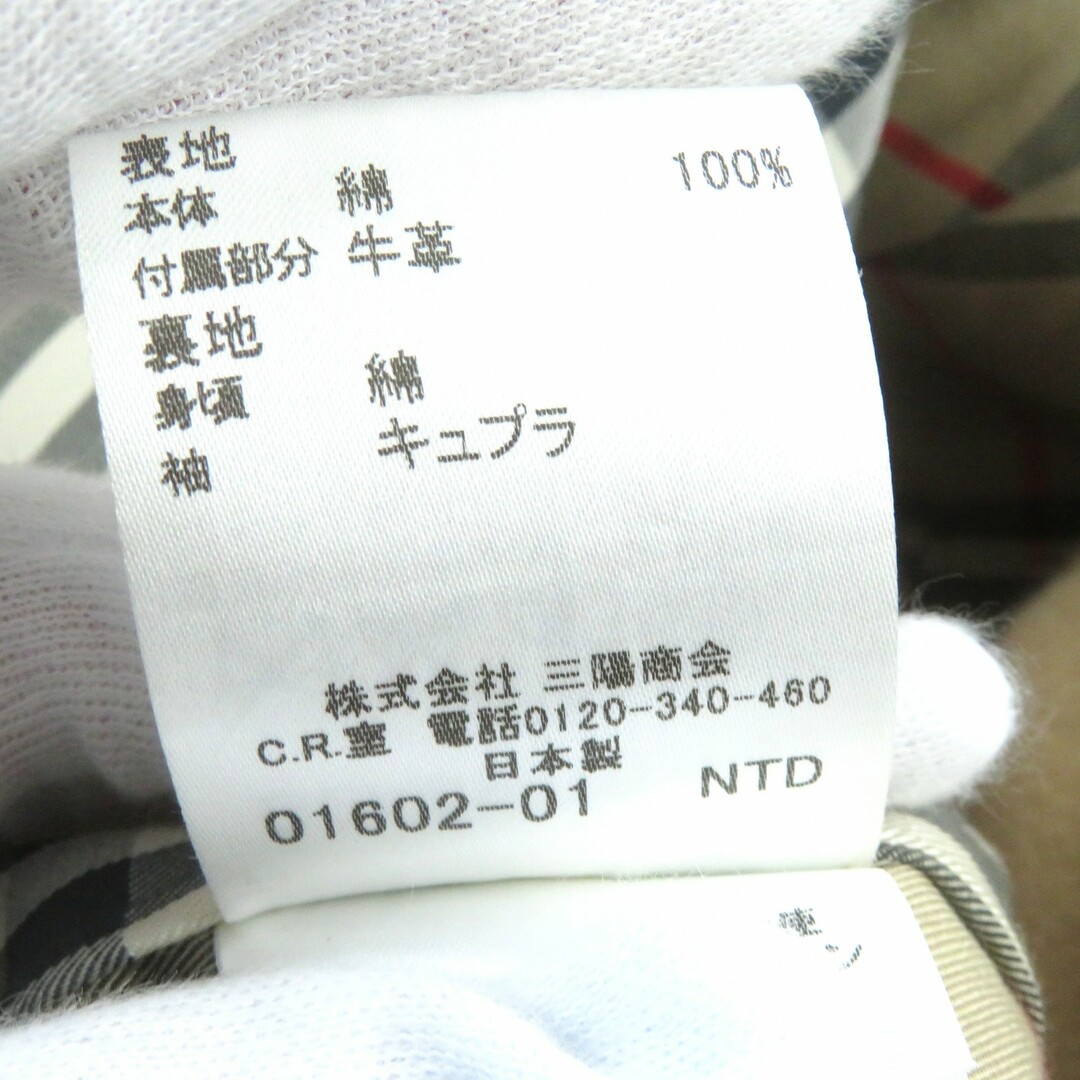 表地
本体 綿 100%
付属部分 牛革
裏地
身頃 綿
袖 キュプラ
株式会社 三陽商会
C.R.室 電話0120-340-460
日本製
01602-01 NTD